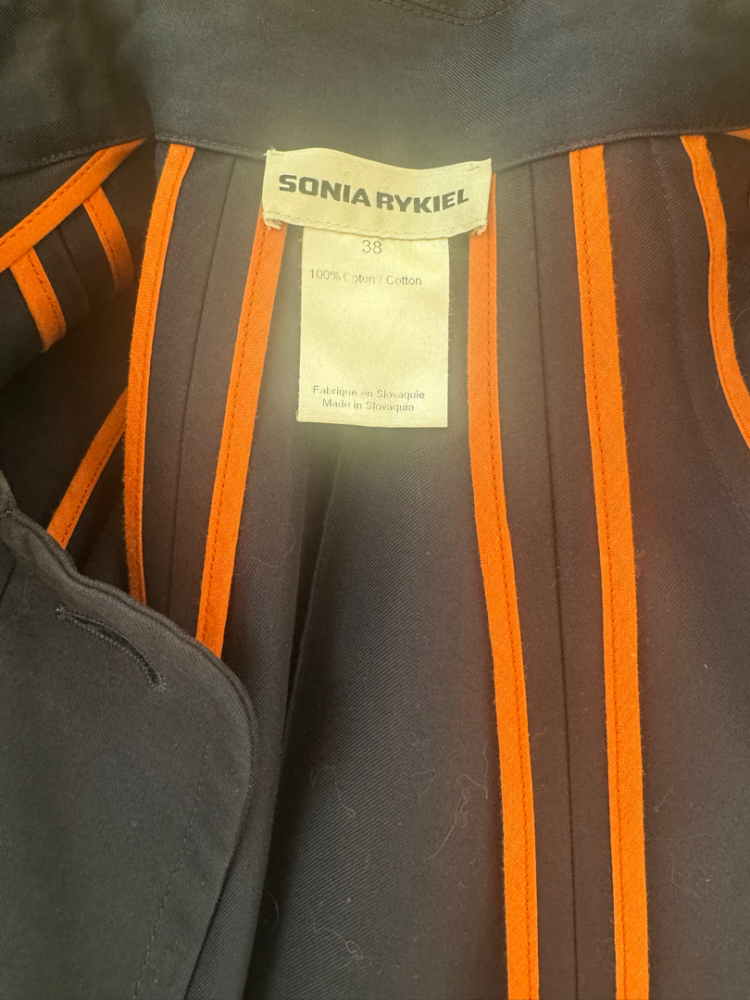 SONIA RYKIEL
38
100% Coton / Cotton
Fabrique en Slovaquie
Made in Slovaquia